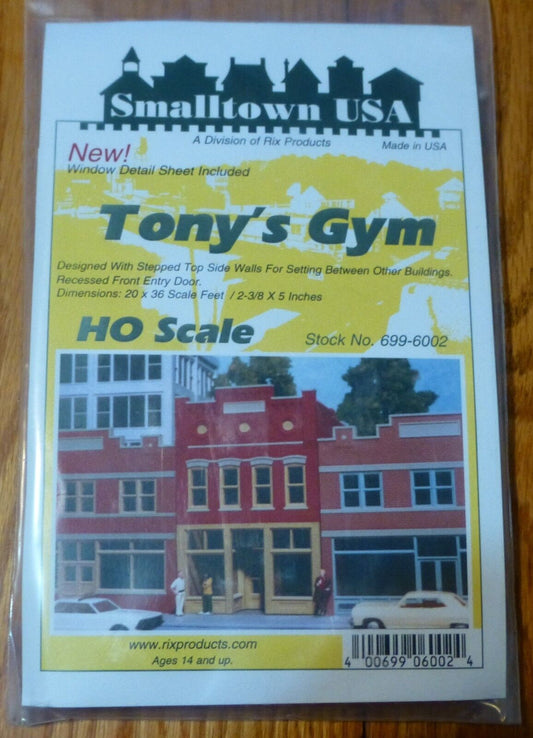 Smalltown USA
A Division of Rix Products
Made in USA
New!
Window Detail Sheet Included
Tony's Gym
Designed With Stepped Top Side Walls For Setting Between Other Buildings.
Recessed Front Entry Door.
Dimensions: 20 x 36 Scale Feet / 2-3/8 X 5 Inches
HO Scale
Stock No. 699-6002
www.rixproducts.com
Ages 14 and up.
4 00699 06002 4